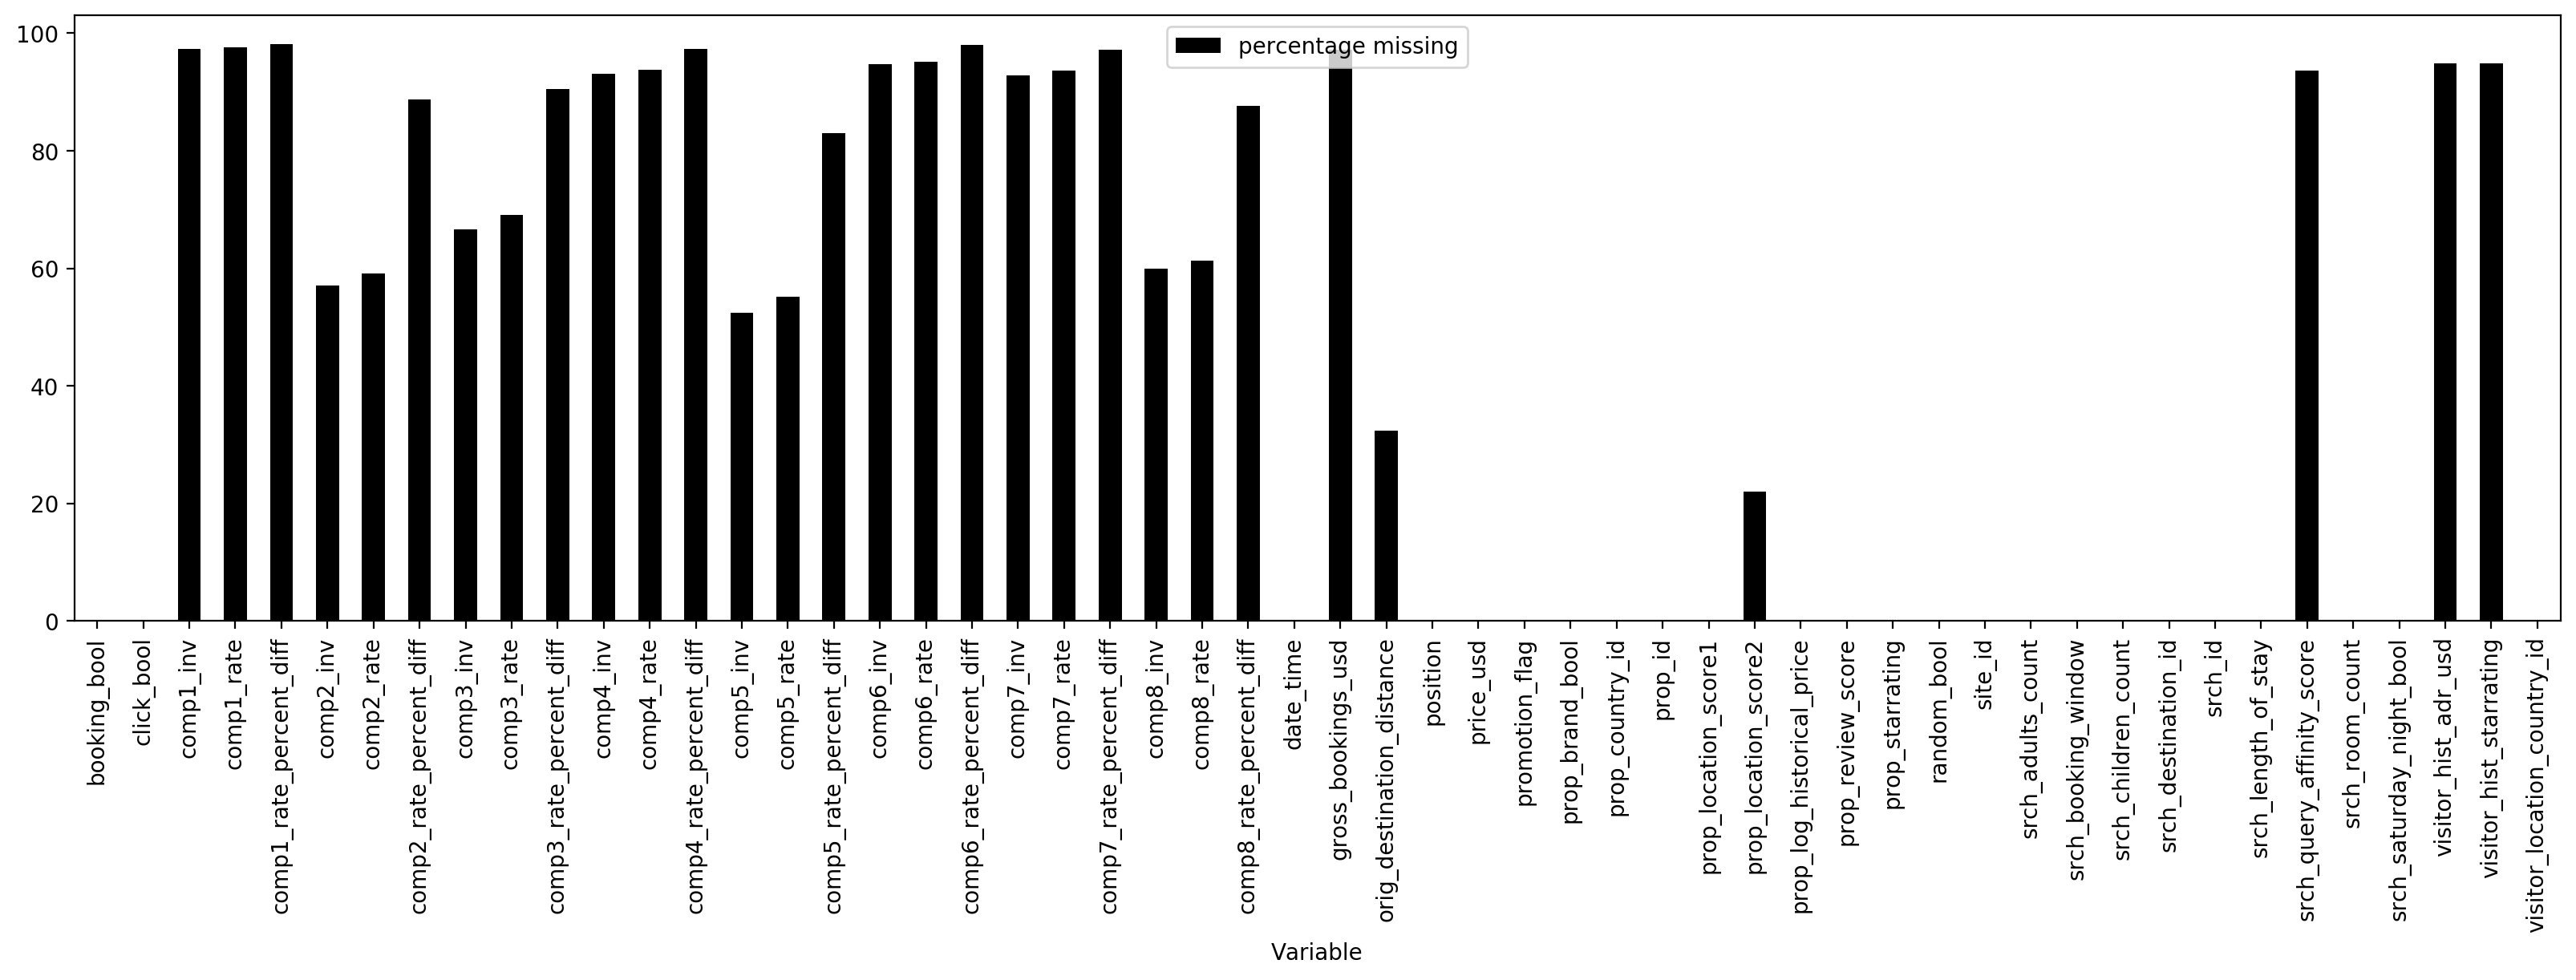 percentage missing
100
80
60
40
20
0
booking_bool
click_bool
comp1_inv
comp1_rate
comp1_rate_percent_diff
comp2_inv
comp2_rate
comp2_rate_percent_diff
comp3_inv
comp3_rate
comp3_rate_percent_diff
comp4_inv
comp4_rate
comp4_rate_percent_diff
comp5_inv
comp5_rate
comp5_rate_percent_diff
comp6_inv
comp6_rate
comp6_rate_percent_diff
comp7_inv
comp7_rate
comp7_rate_percent_diff
comp8_inv
comp8_rate
comp8_rate_percent_diff
date_time
gross_bookings_usd
orig_destination_distance
position
price_usd
promotion_flag
prop_brand_bool
prop_country_id
prop_id
prop_location_score1
prop_location_score2
prop_log_historical_price
prop_review_score
prop_starrating
random_bool
site_id
srch_adults_count
srch_booking_window
srch_children_count
srch_destination_id
srch_id
srch_length_of_stay
srch_query_affinity_score
srch_room_count
srch_saturday_night_bool
visitor_hist_adr_usd
visitor_hist_starrating
visitor_location_country_id
Variable